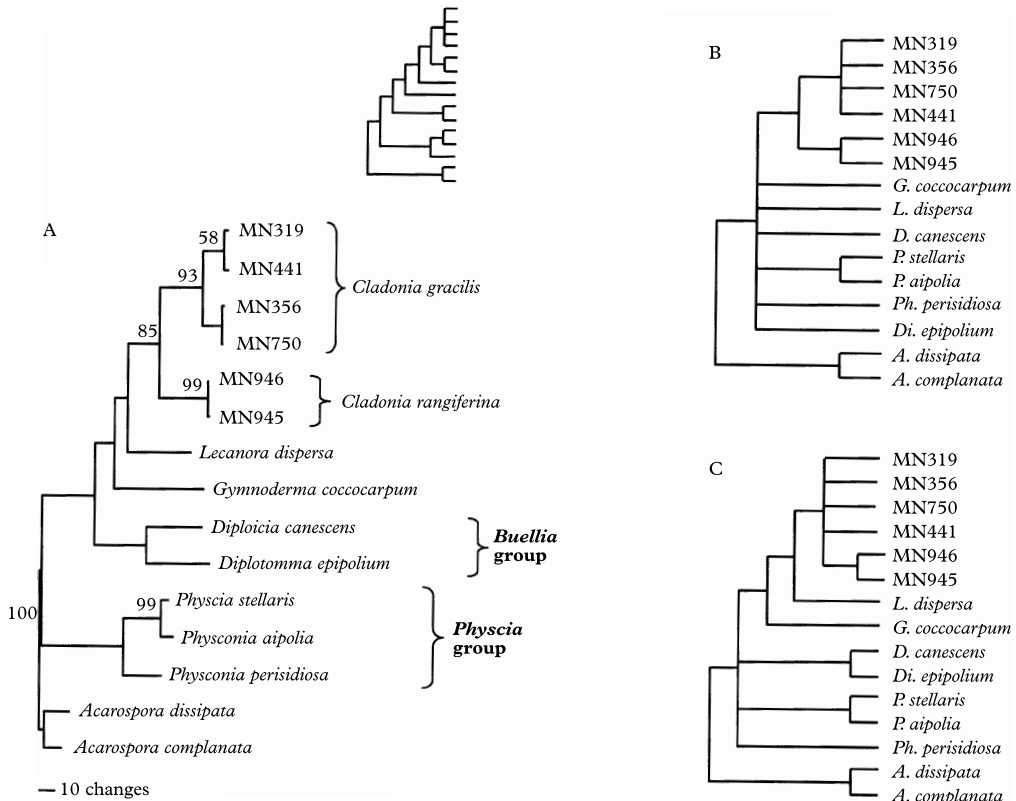 A
58
MN319
93
MN441
Cladonia gracilis
MN356
85
MN750
99
MN946
Cladonia rangiferina
MN945
Lecanora dispersa
Gymnoderma coccocarpum
Diploicia canescens
Buellia
group
Diplotomma epipolium
100
99
Physcia stellaris
Physconia aipolia
Physcia
group
Physconia perisidiosa
Acarospora dissipata
Acarospora complanata
10 changes
B
MN319
MN356
MN750
MN441
MN946
MN945
G. coccocarpum
L. dispersa
D. canescens
P. stellaris
P. aipolia
Ph. perisidiosa
Di. epipolium
A. dissipata
A. complanata
C
MN319
MN356
MN750
MN441
MN946
MN945
L. dispersa
G. coccocarpum
D. canescens
Di. epipolium
P. stellaris
P. aipolia
Ph. perisidiosa
A. dissipata
A. complanata